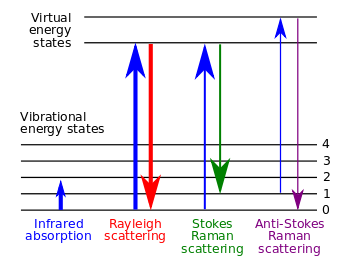 Virtual
energy
states
Vibrational
energy states
4
3
2
1
0
Infrared
absorption
Rayleigh
scattering
Stokes
Raman
scattering
Anti-Stokes
Raman
scattering